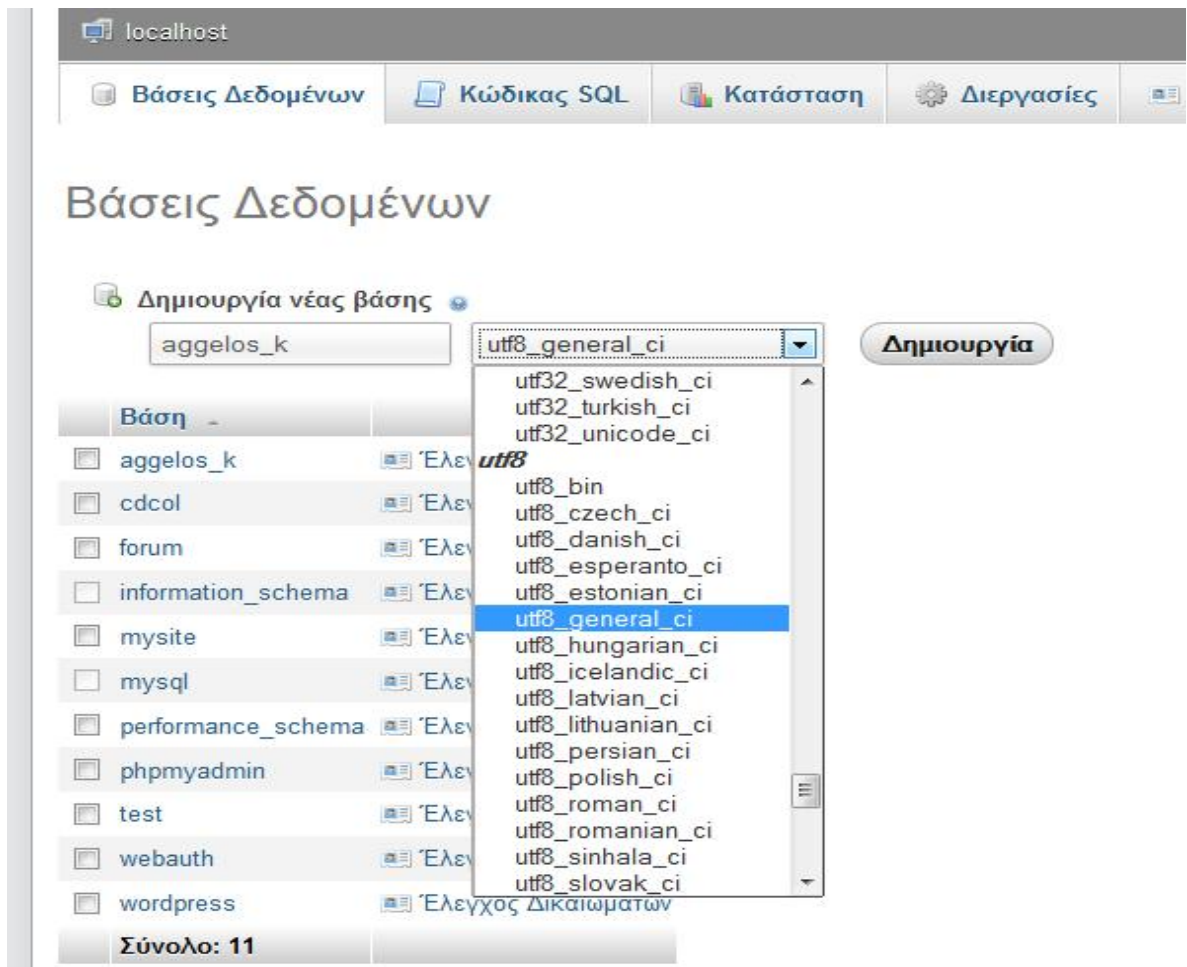 localhost
Βάσεις Δεδομένων Κώδικας SQL Κατάσταση Διεργασίες
Βάσεις Δεδομένων
Δημιουργία νέας βάσης
aggelos_k utf8_general_ci Δημιουργία
utf32_swedish_ci
utf32_turkish_ci
utf32_unicode_ci
utf8
utf8_bin
utf8_czech_ci
utf8_danish_ci
utf8_esperanto_ci
utf8_estonian_ci
utf8_general_ci
utf8_hungarian_ci
utf8_icelandic_ci
utf8_latvian_ci
utf8_lithuanian_ci
utf8_persian_ci
utf8_polish_ci
utf8_roman_ci
utf8_romanian_ci
utf8_sinhala_ci
utf8_slovak_ci
Βάση
aggelos_k
cdcol
forum
information_schema
mysite
mysql
performance_schema
phpmyadmin
test
webauth
wordpress Έλεγχος Δικαιωμάτων
Σύνολο: 11